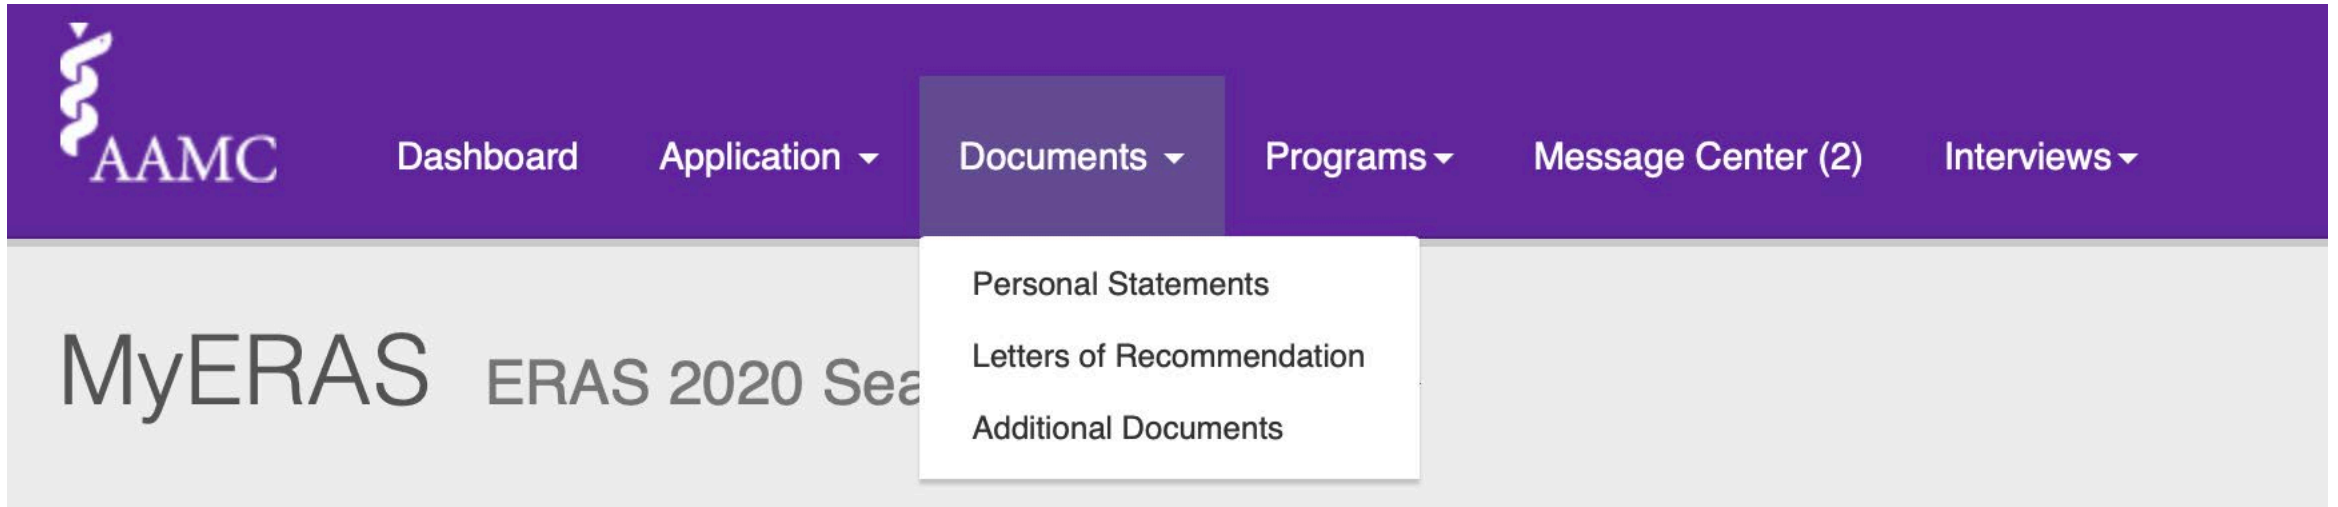 AAMC
Dashboard Application Documents Programs Message Center (2) Interviews
Personal Statements
Letters of Recommendation
Additional Documents
MyERAS ERAS 2020